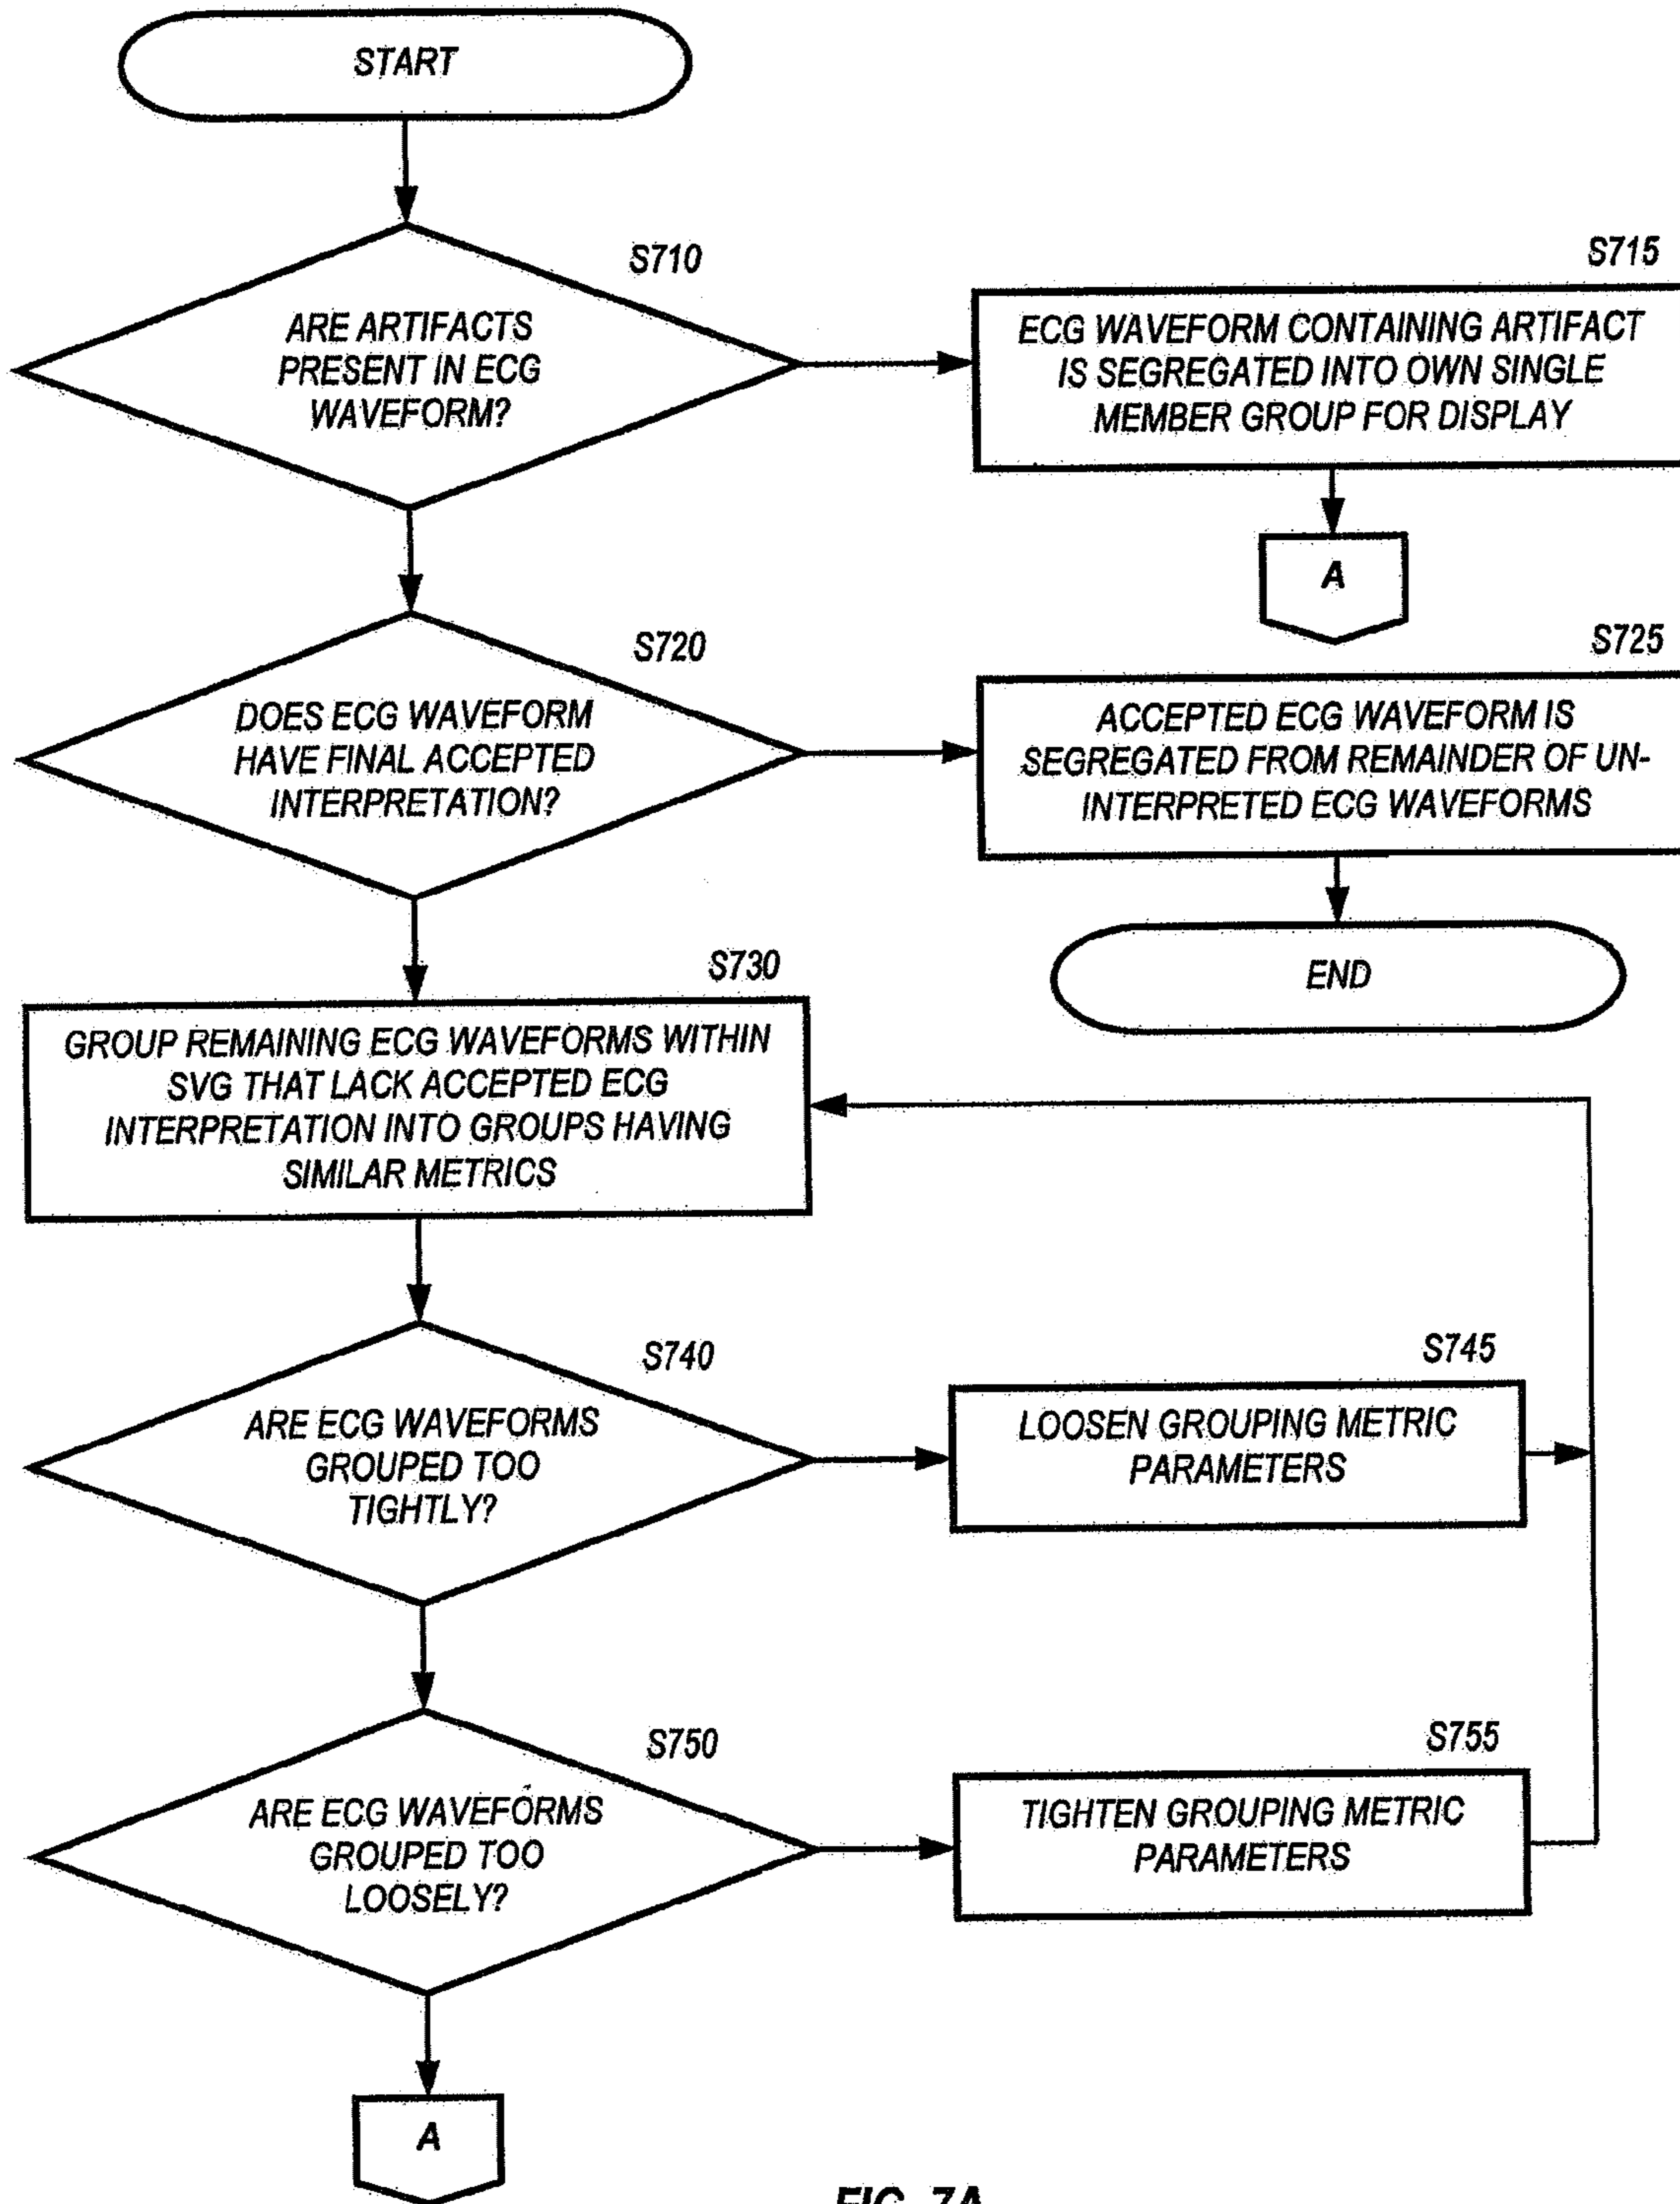 START
S710
ARE ARTIFACTS
PRESENT IN ECG
WAVEFORM?
S715
ECG WAVEFORM CONTAINING ARTIFACT
IS SEGREGATED INTO OWN SINGLE
MEMBER GROUP FOR DISPLAY
A
S720
DOES ECG WAVEFORM
HAVE FINAL ACCEPTED
INTERPRETATION?
S725
ACCEPTED ECG WAVEFORM IS
SEGREGATED FROM REMAINDER OF UN-
INTERPRETED ECG WAVEFORMS
END
S730
GROUP REMAINING ECG WAVEFORMS WITHIN
SVG THAT LACK ACCEPTED ECG
INTERPRETATION INTO GROUPS HAVING
SIMILAR METRICS
S740
ARE ECG WAVEFORMS
GROUPED TOO
TIGHTLY?
S745
LOOSEN GROUPING METRIC
PARAMETERS
S750
ARE ECG WAVEFORMS
GROUPED TOO
LOOSELY?
S755
TIGHTEN GROUPING METRIC
PARAMETERS
A
FIG. 7A